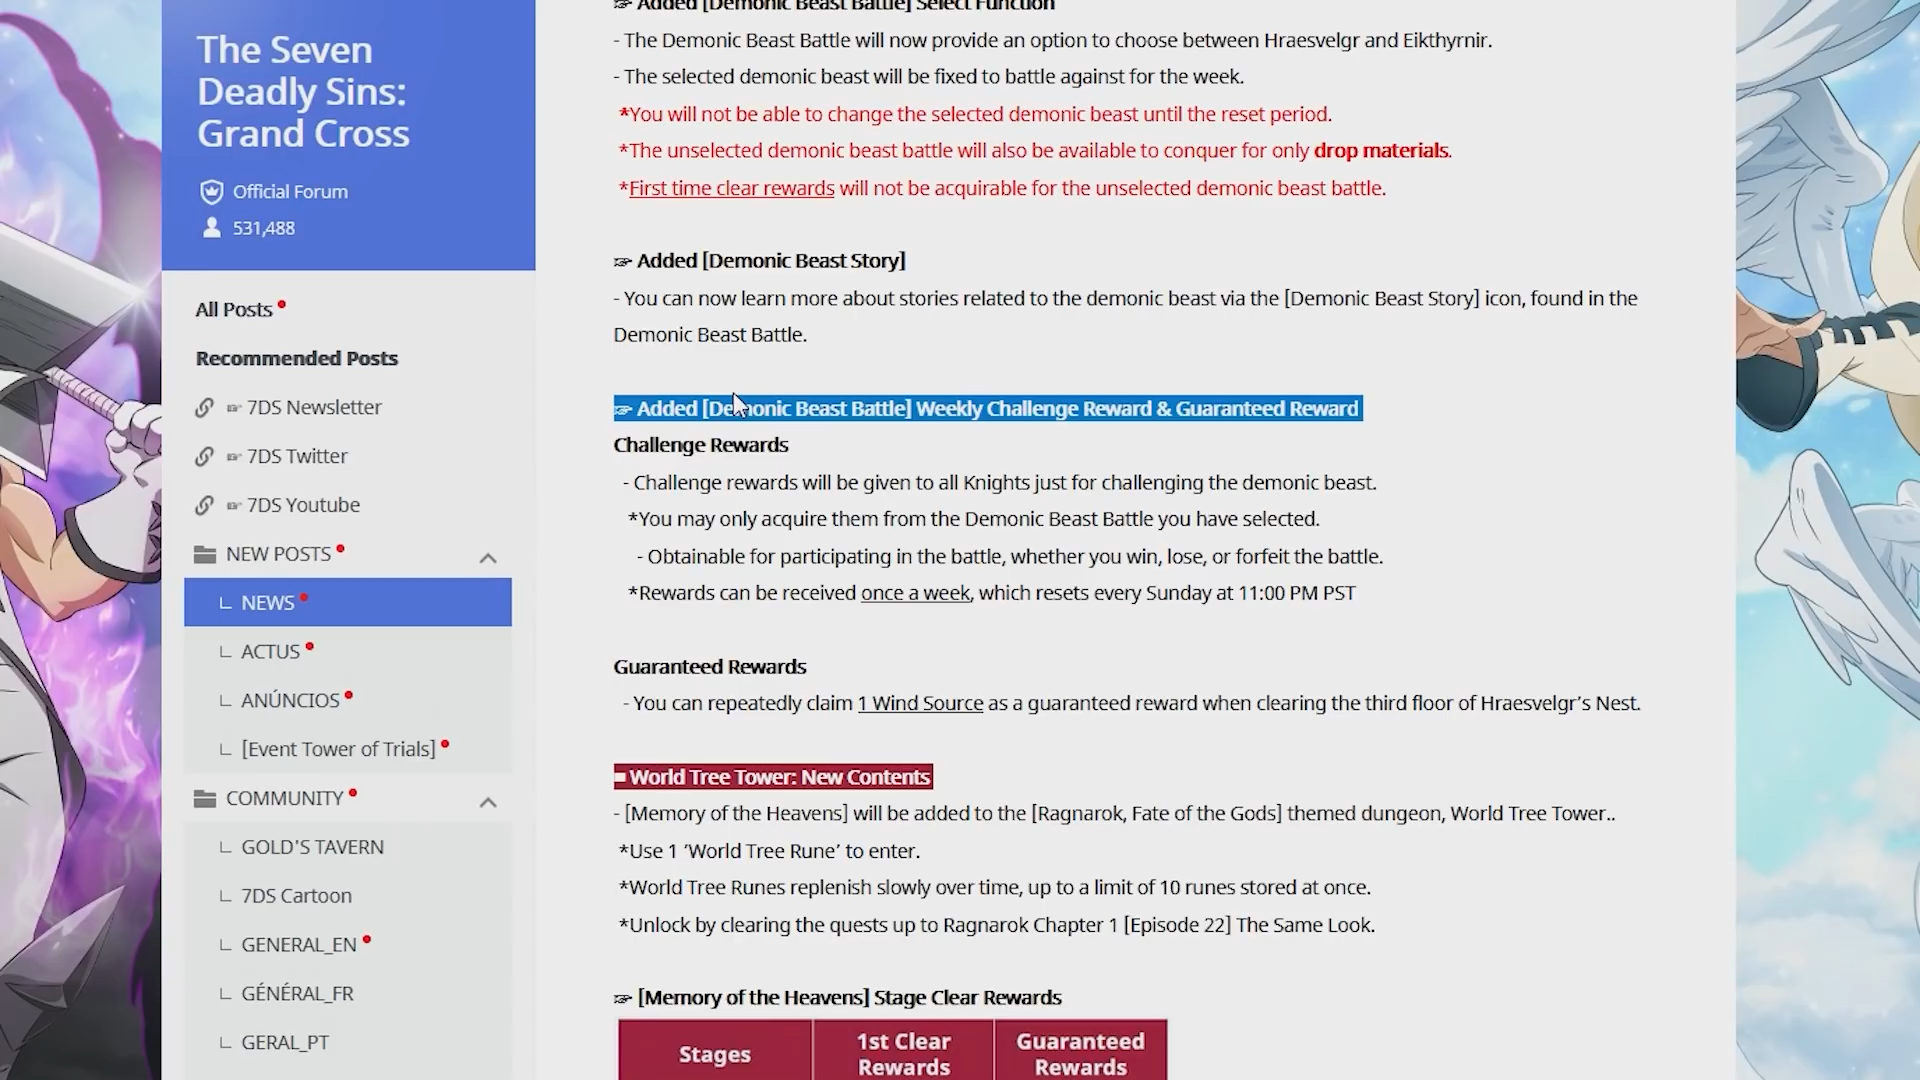 The Seven
Deadly Sins:
Grand Cross
Official Forum
531,488
All Posts
Recommended Posts
☞ 7DS Newsletter
☞ 7DS Twitter
☞ 7DS Youtube
NEW POSTS
NEWS
ACTUS
ANÚNCIOS
[Event Tower of Trials]
COMMUNITY
GOLD'S TAVERN
7DS Cartoon
GENERAL_EN
GÉNÉRAL_FR
GERAL_PT
☞ Added [Demonic Beast Battle] Select Function
- The Demonic Beast Battle will now provide an option to choose between Hraesvelgr and Eikthyrnir.
- The selected demonic beast will be fixed to battle against for the week.
*You will not be able to change the selected demonic beast until the reset period.
*The unselected demonic beast battle will also be available to conquer for only drop materials.
*First time clear rewards will not be acquirable for the unselected demonic beast battle.
☞ Added [Demonic Beast Story]
- You can now learn more about stories related to the demonic beast via the [Demonic Beast Story] icon, found in the
Demonic Beast Battle.
☞ Added [Demonic Beast Battle] Weekly Challenge Reward & Guaranteed Reward
Challenge Rewards
- Challenge rewards will be given to all Knights just for challenging the demonic beast.
*You may only acquire them from the Demonic Beast Battle you have selected.
- Obtainable for participating in the battle, whether you win, lose, or forfeit the battle.
*Rewards can be received once a week, which resets every Sunday at 11:00 PM PST
Guaranteed Rewards
- You can repeatedly claim 1 Wind Source as a guaranteed reward when clearing the third floor of Hraesvelgr’s Nest.
■ World Tree Tower: New Contents
- [Memory of the Heavens] will be added to the [Ragnarok, Fate of the Gods] themed dungeon, World Tree Tower..
*Use 1 ‘World Tree Rune’ to enter.
*World Tree Runes replenish slowly over time, up to a limit of 10 runes stored at once.
*Unlock by clearing the quests up to Ragnarok Chapter 1 [Episode 22] The Same Look.
☞ [Memory of the Heavens] Stage Clear Rewards
Stages
1st Clear
Rewards
Guaranteed
Rewards